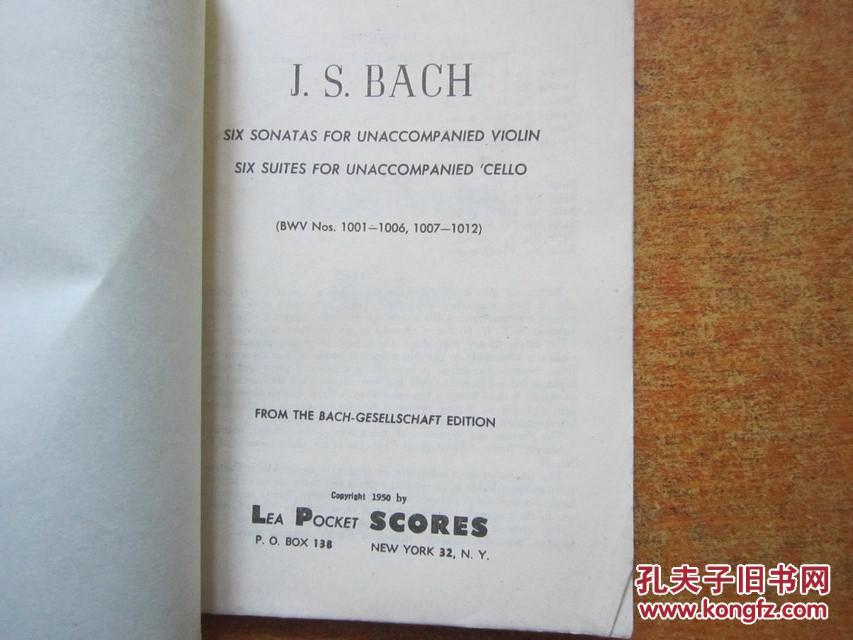 J. S. BACH
SIX SONATAS FOR UNACCOMPANIED VIOLIN
SIX SUITES FOR UNACCOMPANIED 'CELLO
(BWV Nos. 1001—1006, 1007—1012)
FROM THE BACH-GESELLSCHAFT EDITION
Copyright 1950 by
LEA POCKET SCORES
P. O. BOX 138 NEW YORK 32, N. Y.
孔夫子旧书网
www.kongfz.com